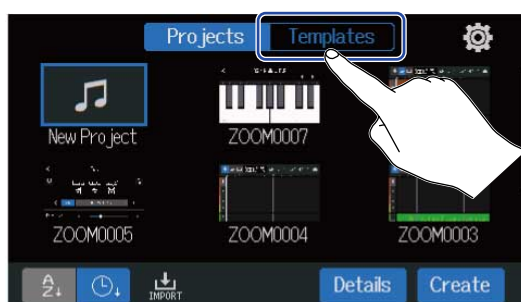 Projects Templates
New Project ZOOM0007
ZOOM0005 ZOOM0004 ZOOM0003
A Z IMPORT Details Create